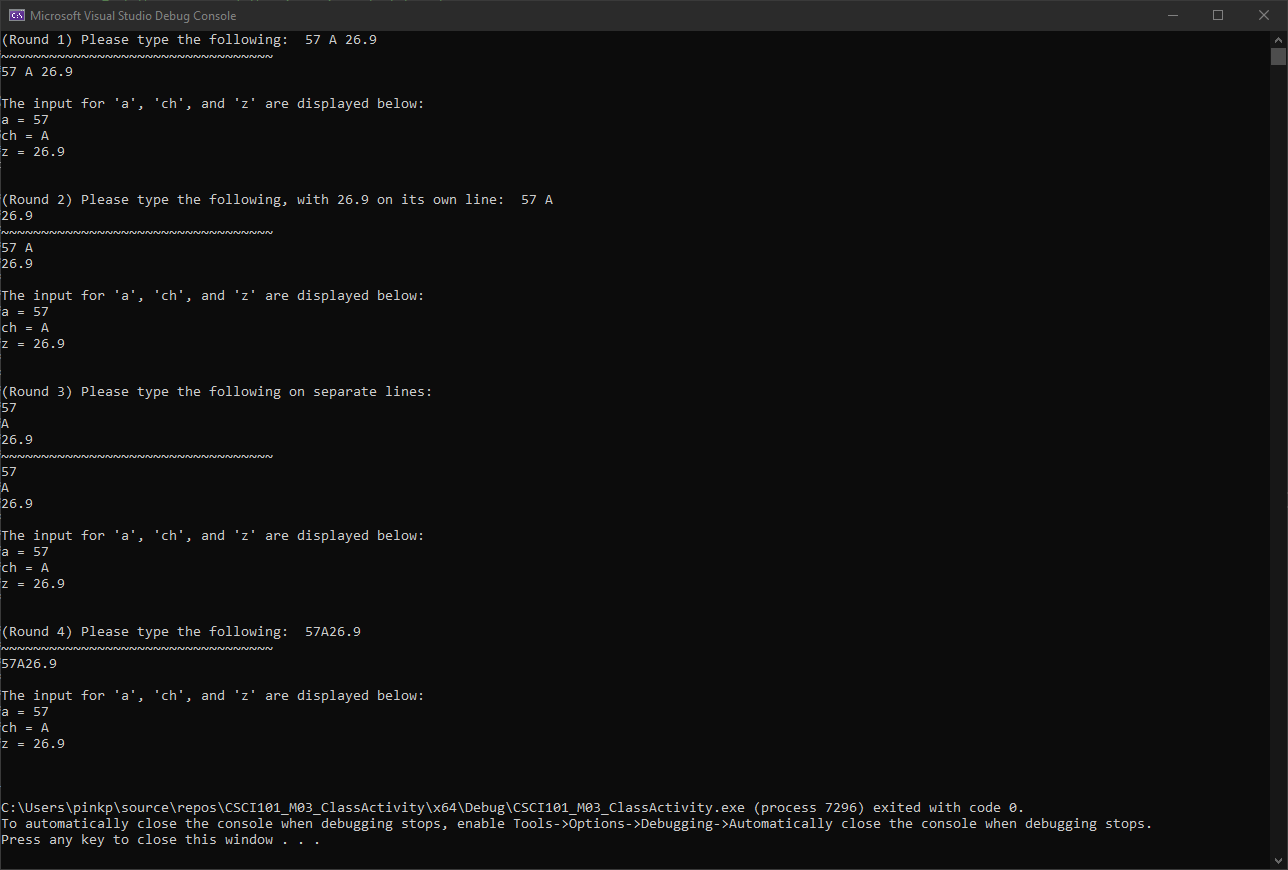 Microsoft Visual Studio Debug Console
(Round 1) Please type the following:  57 A 26.9
~~~~~~~~~~~~~~~~~~~~~~~~~~~~~~~~~~
57 A 26.9
The input for 'a', 'ch', and 'z' are displayed below:
a = 57
ch = A
z = 26.9
(Round 2) Please type the following, with 26.9 on its own line:  57 A
26.9
~~~~~~~~~~~~~~~~~~~~~~~~~~~~~~~~~~
57 A
26.9
The input for 'a', 'ch', and 'z' are displayed below:
a = 57
ch = A
z = 26.9
(Round 3) Please type the following on separate lines:
57
A
26.9
~~~~~~~~~~~~~~~~~~~~~~~~~~~~~~~~~~
57
A
26.9
The input for 'a', 'ch', and 'z' are displayed below:
a = 57
ch = A
z = 26.9
(Round 4) Please type the following:  57A26.9
~~~~~~~~~~~~~~~~~~~~~~~~~~~~~~~~~~
57A26.9
The input for 'a', 'ch', and 'z' are displayed below:
a = 57
ch = A
z = 26.9
C:\Users\pinkp\source\repos\CSCI101_M03_ClassActivity\x64\Debug\CSCI101_M03_ClassActivity.exe (process 7296) exited with code 0.
To automatically close the console when debugging stops, enable Tools->Options->Debugging->Automatically close the console when debugging stops.
Press any key to close this window . . .